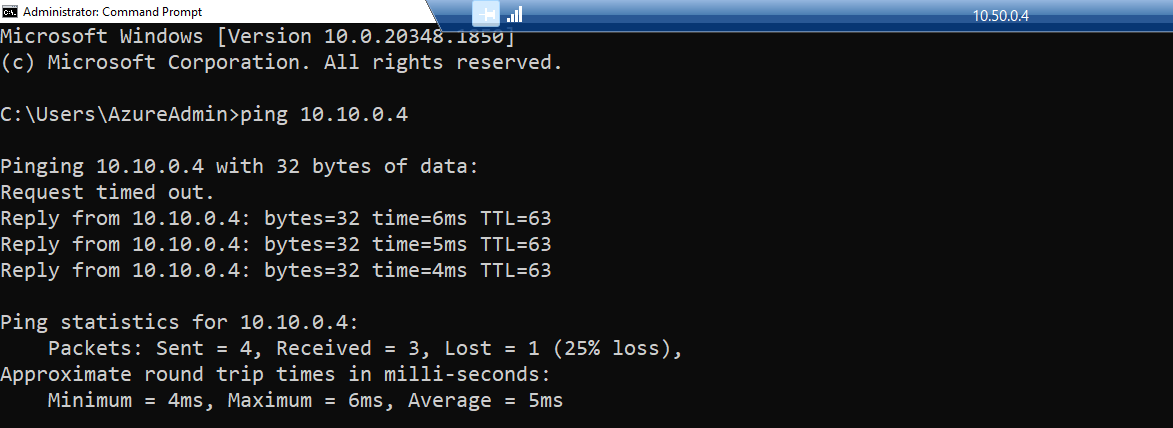 Administrator: Command Prompt
10.50.0.4
Microsoft Windows [Version 10.0.20348.1850]
(c) Microsoft Corporation. All rights reserved.
C:\Users\AzureAdmin>ping 10.10.0.4
Pinging 10.10.0.4 with 32 bytes of data:
Request timed out.
Reply from 10.10.0.4: bytes=32 time=6ms TTL=63
Reply from 10.10.0.4: bytes=32 time=5ms TTL=63
Reply from 10.10.0.4: bytes=32 time=4ms TTL=63
Ping statistics for 10.10.0.4:
    Packets: Sent = 4, Received = 3, Lost = 1 (25% loss),
Approximate round trip times in milli-seconds:
    Minimum = 4ms, Maximum = 6ms, Average = 5ms